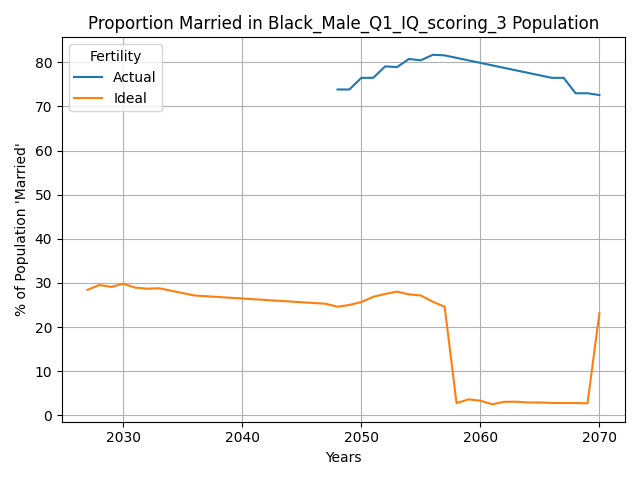 Proportion Married in Black_Male_Q1_IQ_scoring_3 Population
Fertility
Actual
Ideal
% of Population 'Married'
80
70
60
50
40
30
20
10
0
2030 2040 2050 2060 2070
Years